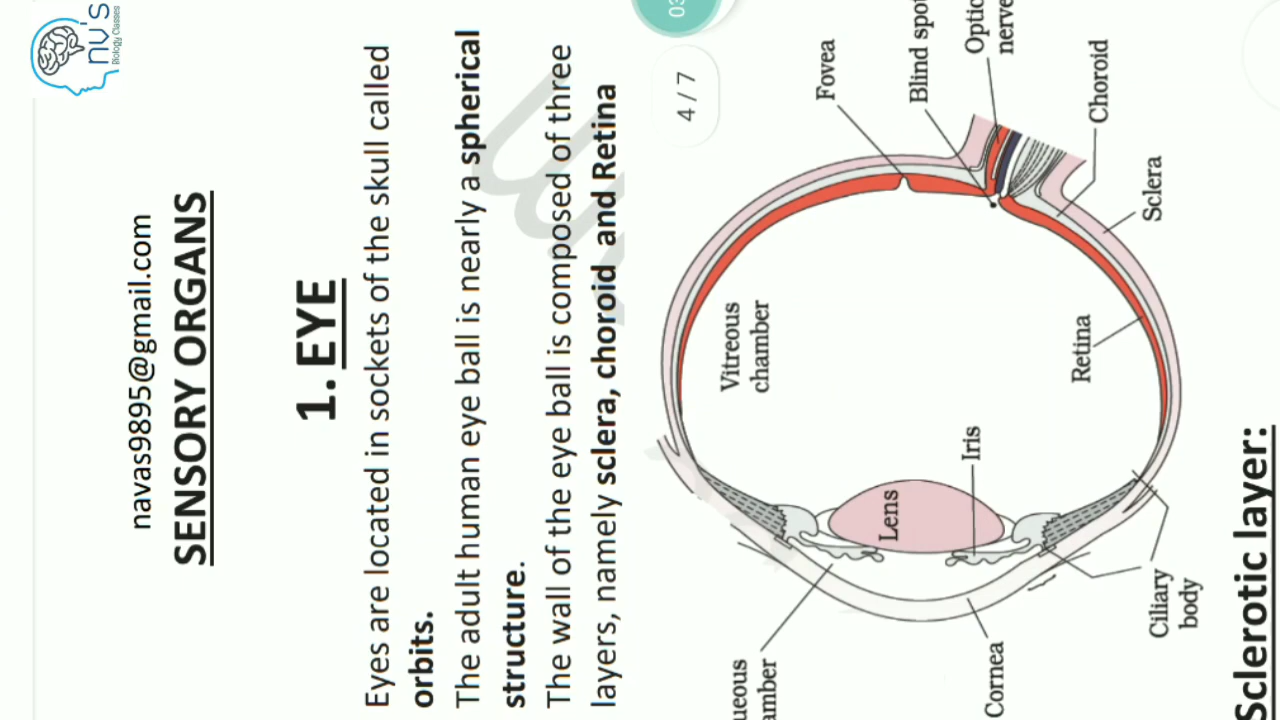 nv's
Biology Classes
navas9895@gmail.com
SENSORY ORGANS
1. EYE
Eyes are located in sockets of the skull called
orbits.
The adult human eye ball is nearly a spherical
structure.
The wall of the eye ball is composed of three
layers, namely sclera, choroid and Retina
03
4 / 7
Fovea
Blind spot
Optic
nerve
Choroid
Sclera
Retina
Vitreous
chamber
Lens
Iris
Ciliary
body
Cornea
Sclerotic layer: